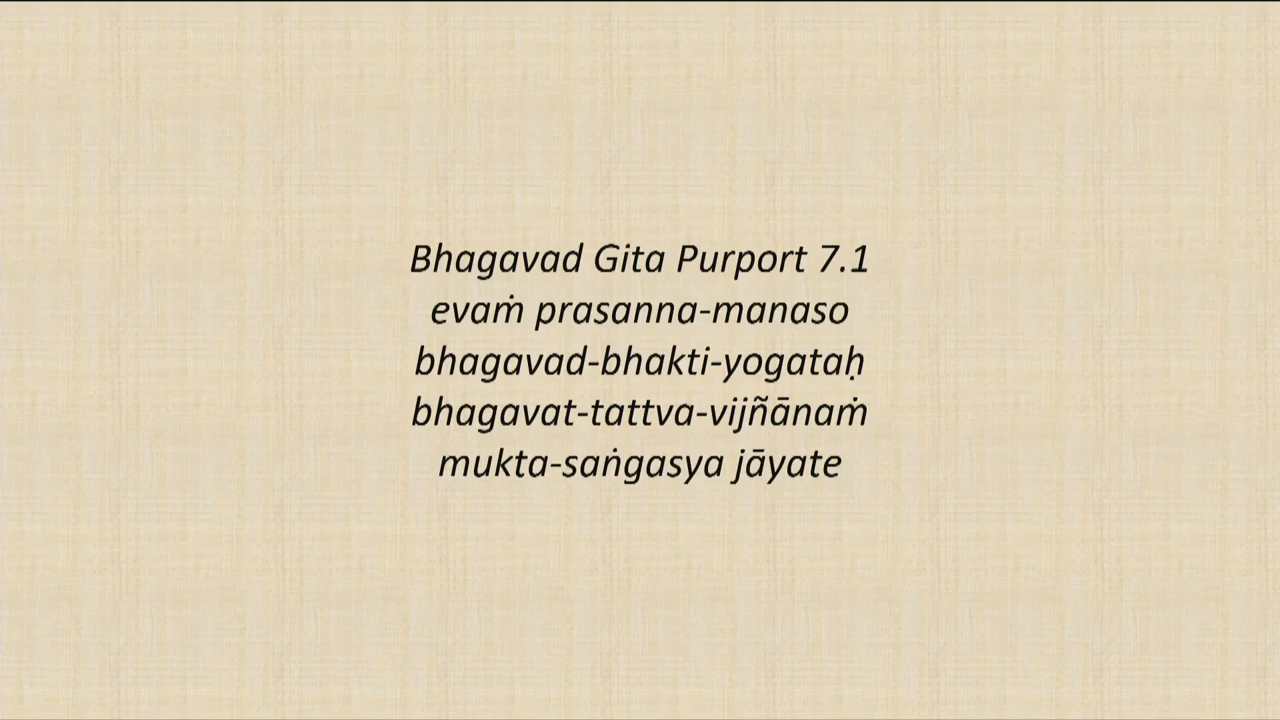 Bhagavad Gita Purport 7.1
evaṁ prasanna-manaso
bhagavad-bhakti-yogataḥ
bhagavat-tattva-vijñānaṁ
mukta-saṅgasya jāyate